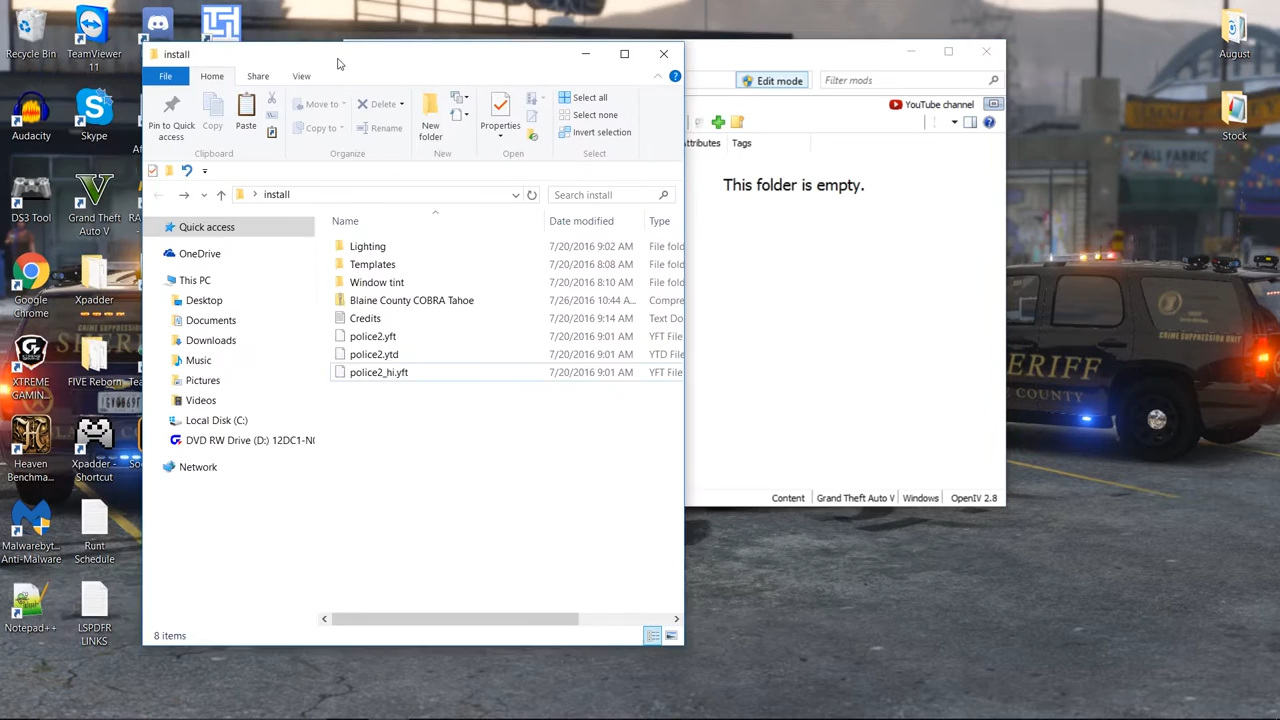 Recycle Bin
TeamViewer
11
Audacity
Skype
DS3 Tool
Grand Theft
Auto V
Google
Chrome
Xpadder
XTREME
GAMIN...
FIVE Reborn...
Heaven
Benchma...
Xpadder -
Shortcut
Malwarebyt...
Anti-Malware
Runt
Schedule
Notepad++
LSPDFR
LINKS
install
File
Home
Share
View
Pin to Quick
access
Copy
Paste
Clipboard
Move to
Copy to
Delete
Rename
Organize
New
folder
New
Properties
Open
Select all
Select none
Invert selection
Select
install
Search install
Quick access
OneDrive
This PC
Desktop
Documents
Downloads
Music
Pictures
Videos
Local Disk (C:)
DVD RW Drive (D:) 12DC1-N(
Network
Name Date modified Type
Lighting 7/20/2016 9:02 AM File fold
Templates 7/20/2016 8:08 AM File fold
Window tint 7/20/2016 8:10 AM File fold
Blaine County COBRA Tahoe 7/26/2016 10:44 A... Compre
Credits 7/20/2016 9:14 AM Text Do
police2.yft 7/20/2016 9:01 AM YFT File
police2.ytd 7/20/2016 9:01 AM YTD File
police2_hi.yft 7/20/2016 9:01 AM YFT File
8 items
Edit mode
Filter mods
YouTube channel
Attributes Tags
This folder is empty.
Content Grand Theft Auto V Windows OpenIV 2.8
August
Stock
ALL FABRIC
CRIME SUPPRESSION UNIT
SHERIFF
COUNTY